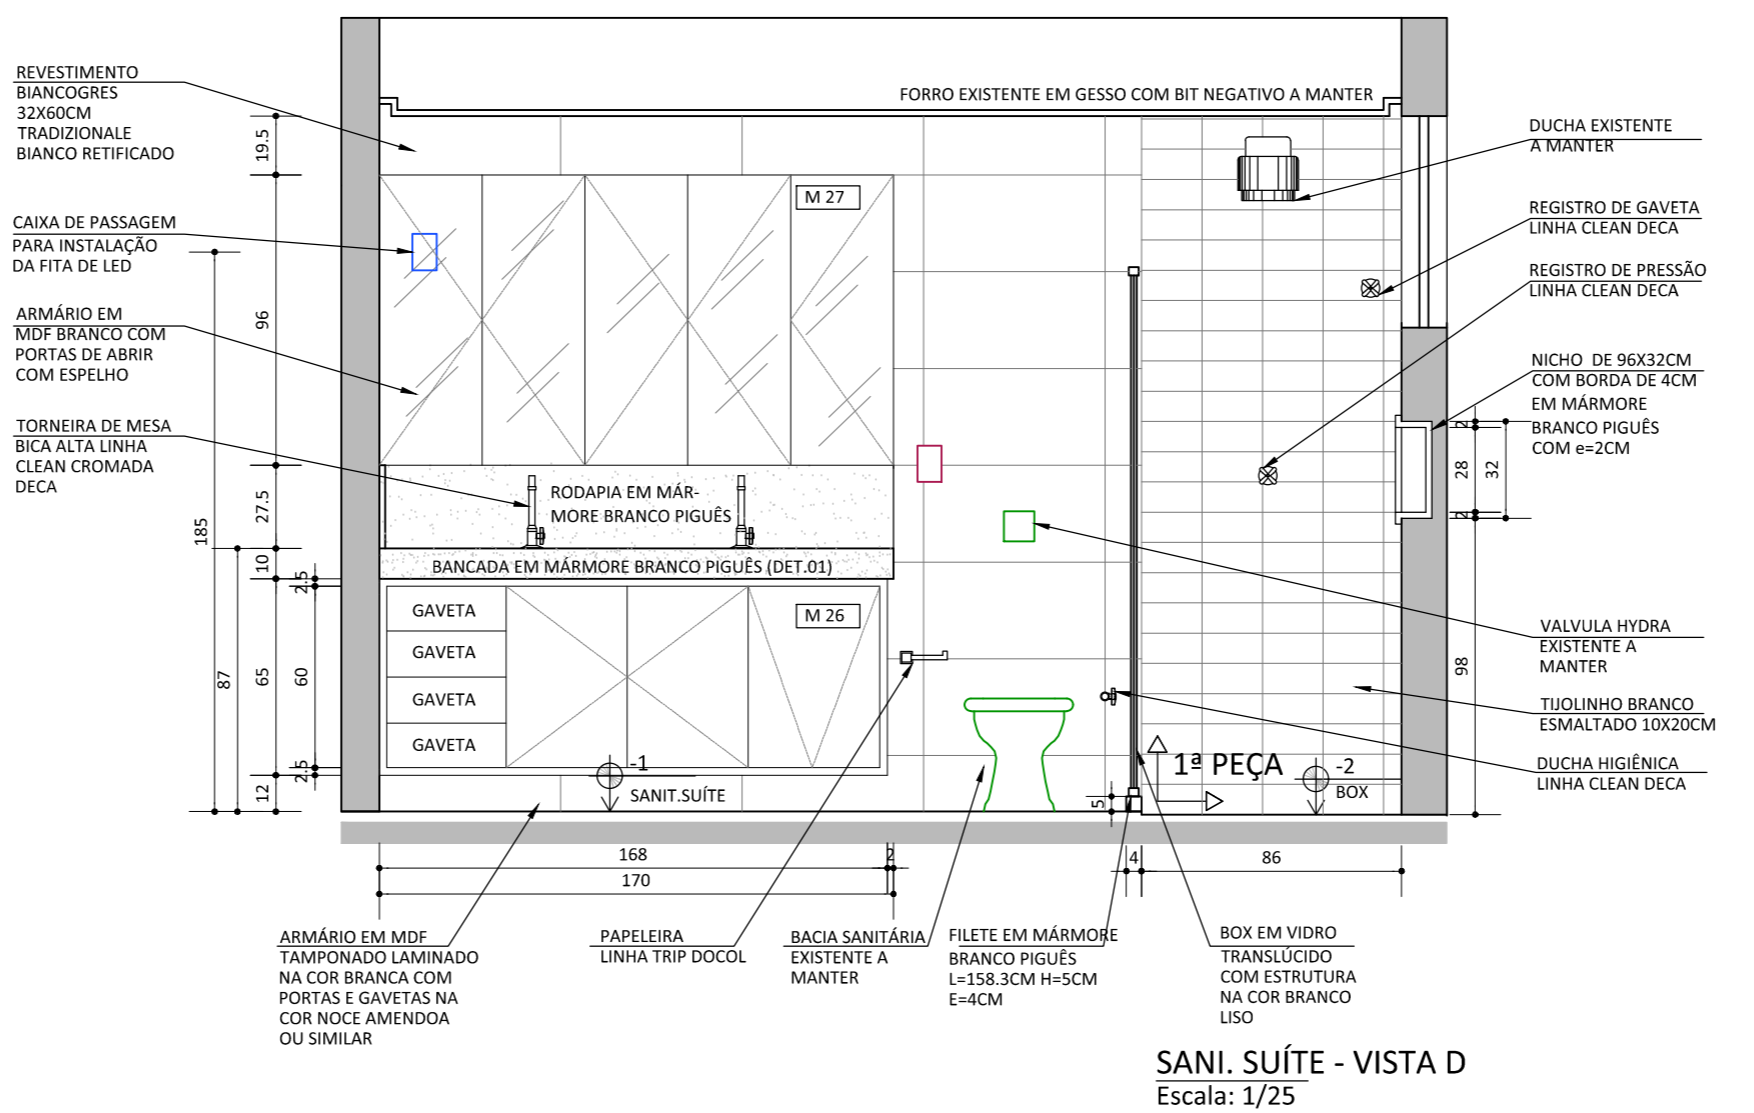 REVESTIMENTO
BIANCOGRES
32X60CM
TRADIZIONALE
BIANCO RETIFICADO
CAIXA DE PASSAGEM
PARA INSTALAÇÃO
DA FITA DE LED
ARMÁRIO EM
MDF BRANCO COM
PORTAS DE ABRIR
COM ESPELHO
TORNEIRA DE MESA
BICA ALTA LINHA
CLEAN CROMADA
DECA
19.5
96
27.5
10
65
12
185
87
2.5
60
2.5
FORRO EXISTENTE EM GESSO COM BIT NEGATIVO A MANTER
M 27
RODAPIA EM MÁR-
MORE BRANCO PIGUÊS
BANCADA EM MÁRMORE BRANCO PIGUÊS (DET.01)
GAVETA
GAVETA
GAVETA
GAVETA
M 26
-1
SANIT.SUÍTE
5
1ª PEÇA
-2
BOX
DUCHA EXISTENTE
A MANTER
REGISTRO DE GAVETA
LINHA CLEAN DECA
REGISTRO DE PRESSÃO
LINHA CLEAN DECA
NICHO DE 96X32CM
COM BORDA DE 4CM
EM MÁRMORE
BRANCO PIGUÊS
COM e=2CM
2
28
32
2
98
VALVULA HYDRA
EXISTENTE A
MANTER
TIJOLINHO BRANCO
ESMALTADO 10X20CM
DUCHA HIGIÊNICA
LINHA CLEAN DECA
168
2
170
4
86
ARMÁRIO EM MDF
TAMPONADO LAMINADO
NA COR BRANCA COM
PORTAS E GAVETAS NA
COR NOCE AMENDOA
OU SIMILAR
PAPELEIRA
LINHA TRIP DOCOL
BACIA SANITÁRIA
EXISTENTE A
MANTER
FILETE EM MÁRMORE
BRANCO PIGUÊS
L=158.3CM H=5CM
E=4CM
BOX EM VIDRO
TRANSLÚCIDO
COM ESTRUTURA
NA COR BRANCO
LISO
SANI. SUÍTE - VISTA D
Escala: 1/25